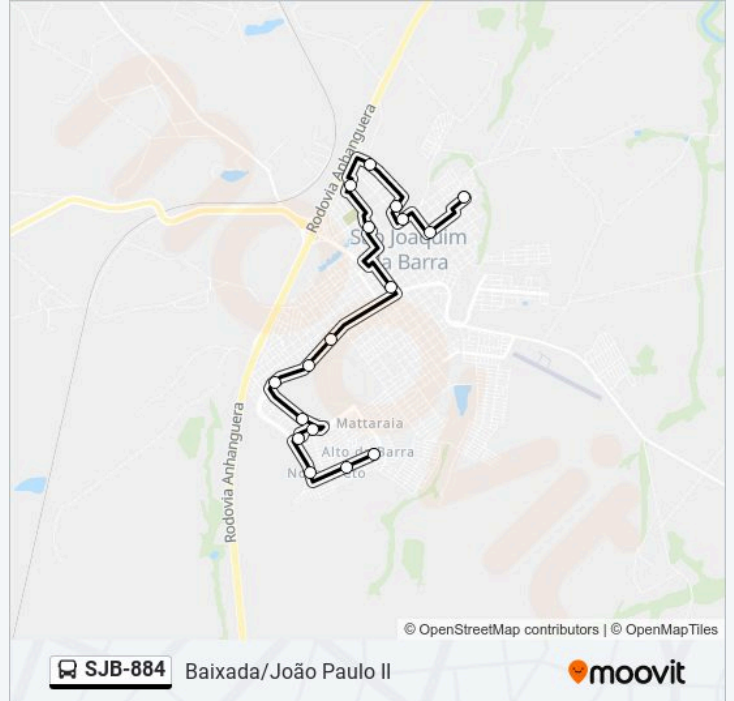 Rodovia Anhanguera
São Joaquim
da Barra
Mattaraia
Alto da Barra
Rodovia Anhanguera
© OpenStreetMap contributors | © OpenMapTiles
SJB-884 Baixada/João Paulo II
moovit